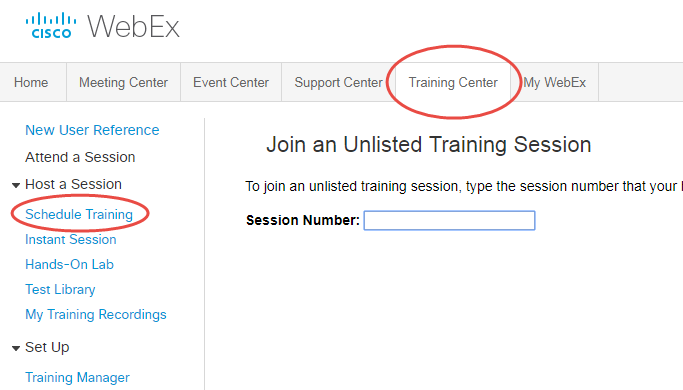 CISCO WebEx
Home Meeting Center Event Center Support Center Training Center My WebEx
New User Reference
Attend a Session
Host a Session
Schedule Training
Instant Session
Hands-On Lab
Test Library
My Training Recordings
Set Up
Training Manager
Join an Unlisted Training Session
To join an unlisted training session, type the session number that your
Session Number: